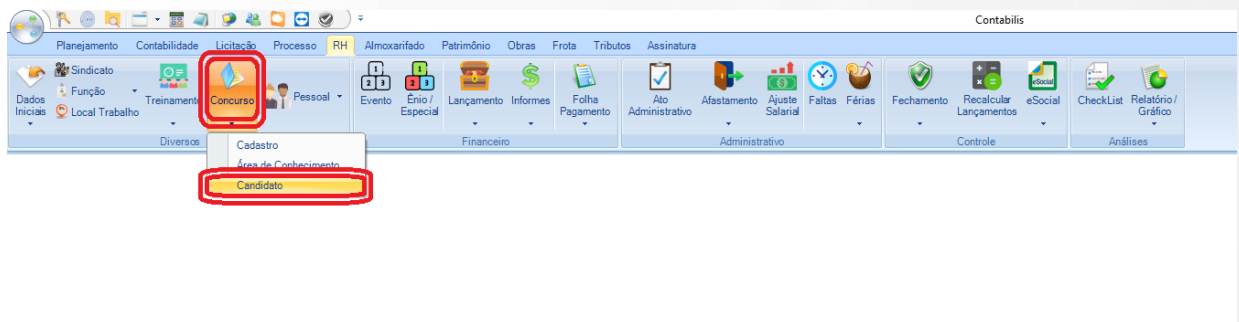 Contabilis
Planejamento Contabilidade Licitação Processo RH Almoxarifado Patrimônio Obras Frota Tributos Assinatura
Dados Iniciais
Sindicato
Função
Local Trabalho
Treinamento
Concurso
Pessoal
Evento
Ênio / Especial
Lançamento
Informes
Folha Pagamento
Ato Administrativo
Afastamento
Ajuste Salarial
Faltas
Férias
Fechamento
Recalcular Lançamentos
eSocial
eSocial
CheckList
Relatório / Gráfico
Diversos
Financeiro
Administrativo
Controle
Análises
Cadastro
Área de Conhecimento
Candidato